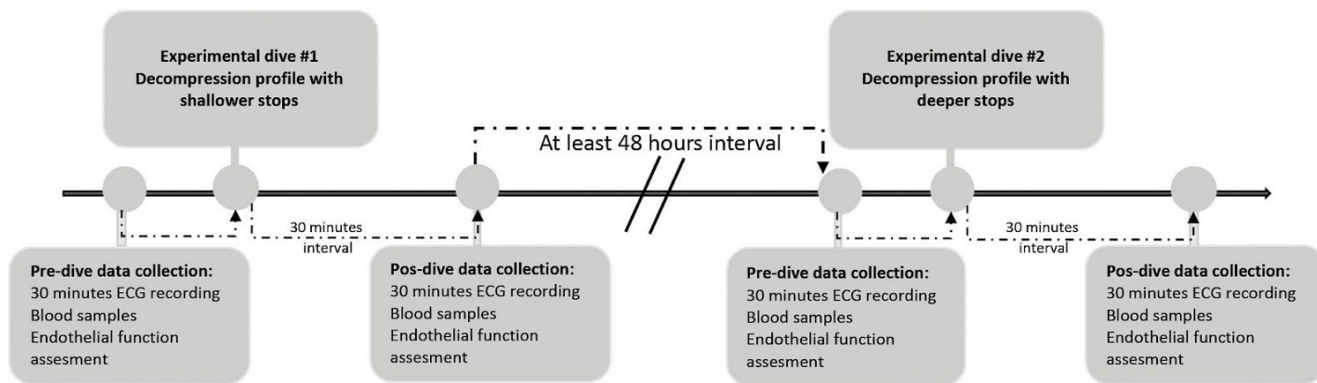 Experimental dive #1
Decompression profile with
shallower stops
Experimental dive #2
Decompression profile with
deeper stops
At least 48 hours interval
30 minutes
interval
30 minutes
interval
Pre-dive data collection:
30 minutes ECG recording
Blood samples
Endothelial function
assesment
Pos-dive data collection:
30 minutes ECG recording
Blood samples
Endothelial function
assesment
Pre-dive data collection:
30 minutes ECG recording
Blood samples
Endothelial function
assesment
Pos-dive data collection:
30 minutes ECG recording
Blood samples
Endothelial function
assesment